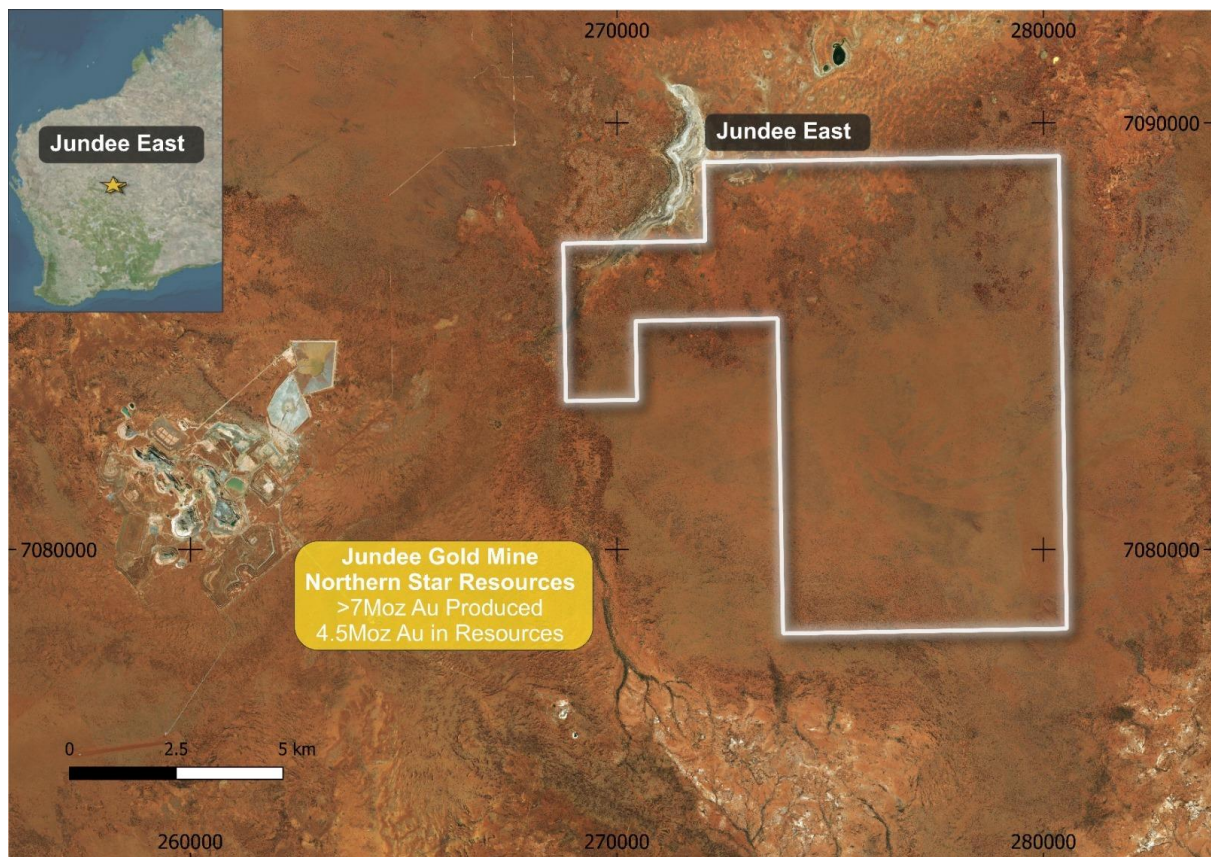 270000
280000
Jundee East
Jundee East
7090000
7080000
7080000
Jundee Gold Mine
Northern Star Resources
>7Moz Au Produced
4.5Moz Au in Resources
0 2.5 5 km
260000
270000
280000